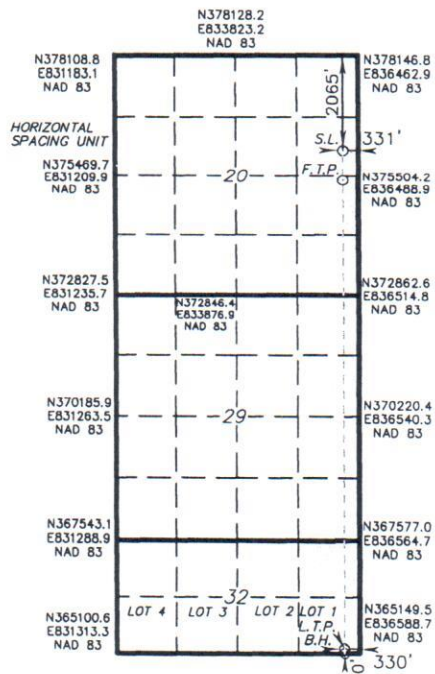 N378128.2
E833823.2
NAD 83
N378108.8
E831183.1
NAD 83
N378146.8
E836462.9
NAD 83
2065'
HORIZONTAL
SPACING UNIT
S.L.
331'
F.T.P.
N375469.7
E831209.9
NAD 83
20
N375504.2
E836488.9
NAD 83
N372827.5
E831235.7
NAD 83
N372846.4
E833876.9
NAD 83
N372862.6
E836514.8
NAD 83
N370185.9
E831263.5
NAD 83
29
N370220.4
E836540.3
NAD 83
N367543.1
E831288.9
NAD 83
N367577.0
E836564.7
NAD 83
32
LOT 4
LOT 3
LOT 2
LOT 1
N365100.6
E831313.3
NAD 83
L.T.P.
B.H.
N365149.5
E836588.7
NAD 83
330'
0'